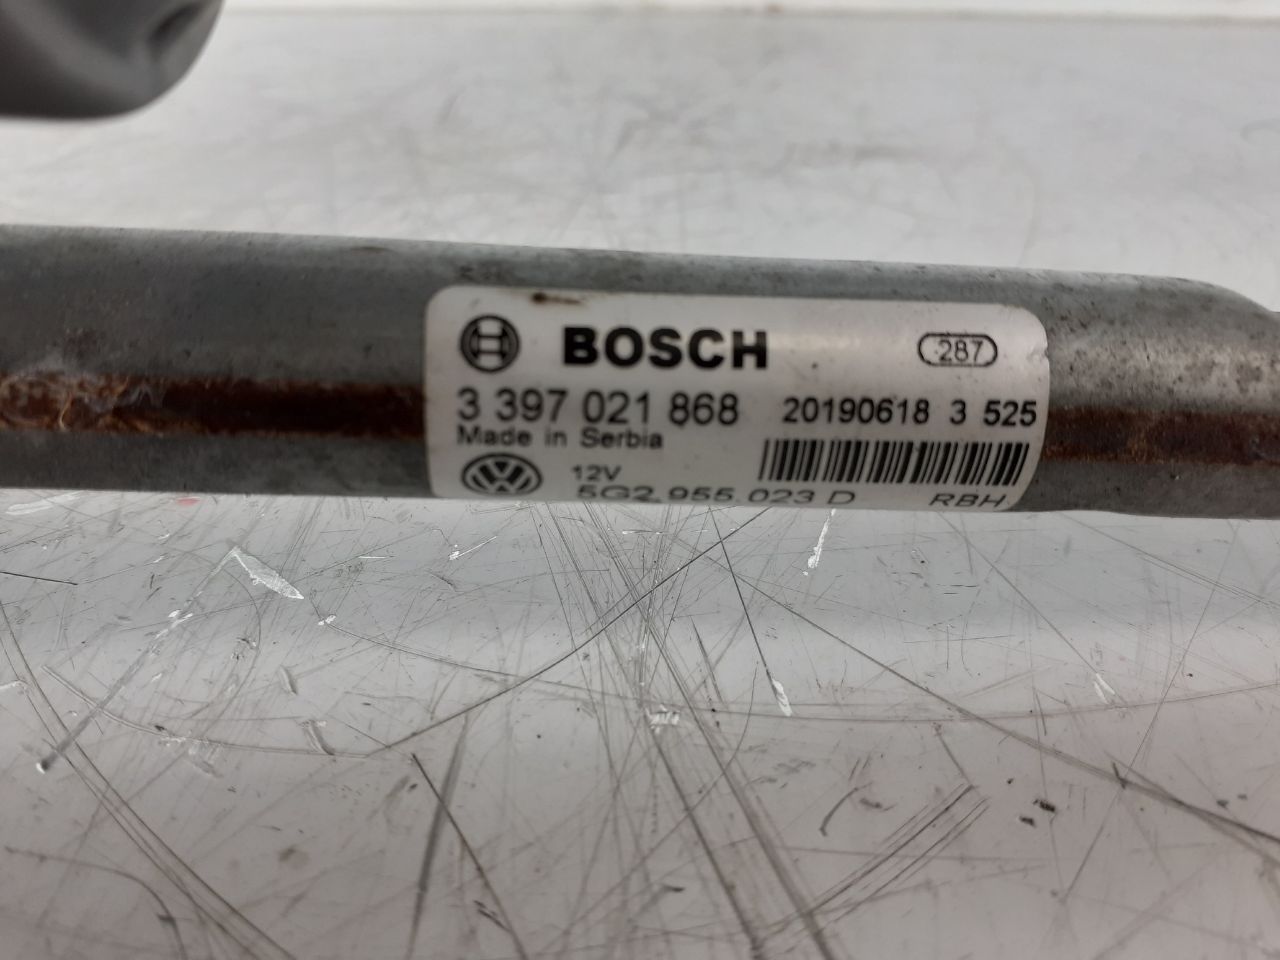 BOSCH 287
3 397 021 868 20190618 3 525
Made in Serbia
12V
5G2.955.023 D RBH